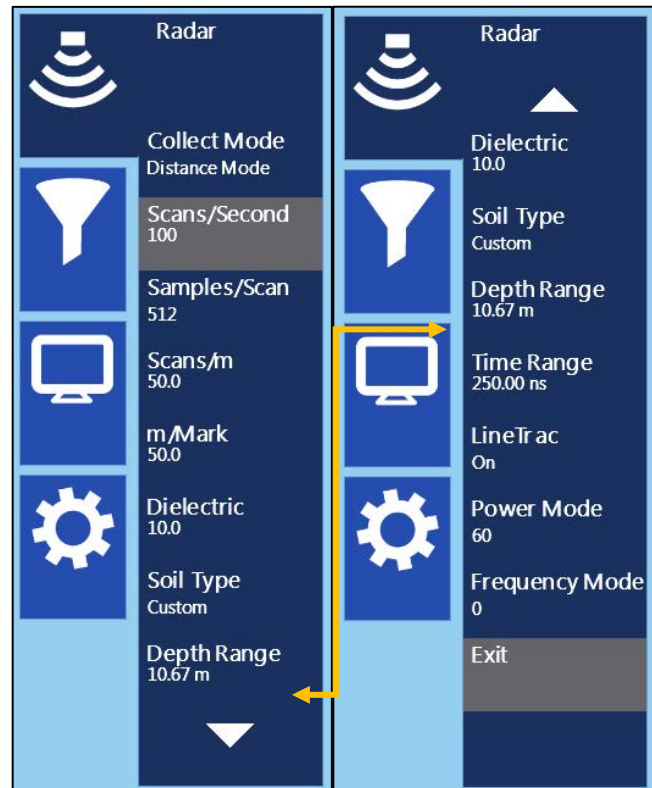 Radar
Collect Mode
Distance Mode
Scans/Second
100
Samples/Scan
512
Scans/m
50.0
m/Mark
50.0
Dielectric
10.0
Soil Type
Custom
Depth Range
10.67 m
Radar
Dielectric
10.0
Soil Type
Custom
Depth Range
10.67 m
Time Range
250.00 ns
LineTrac
On
Power Mode
60
Frequency Mode
0
Exit